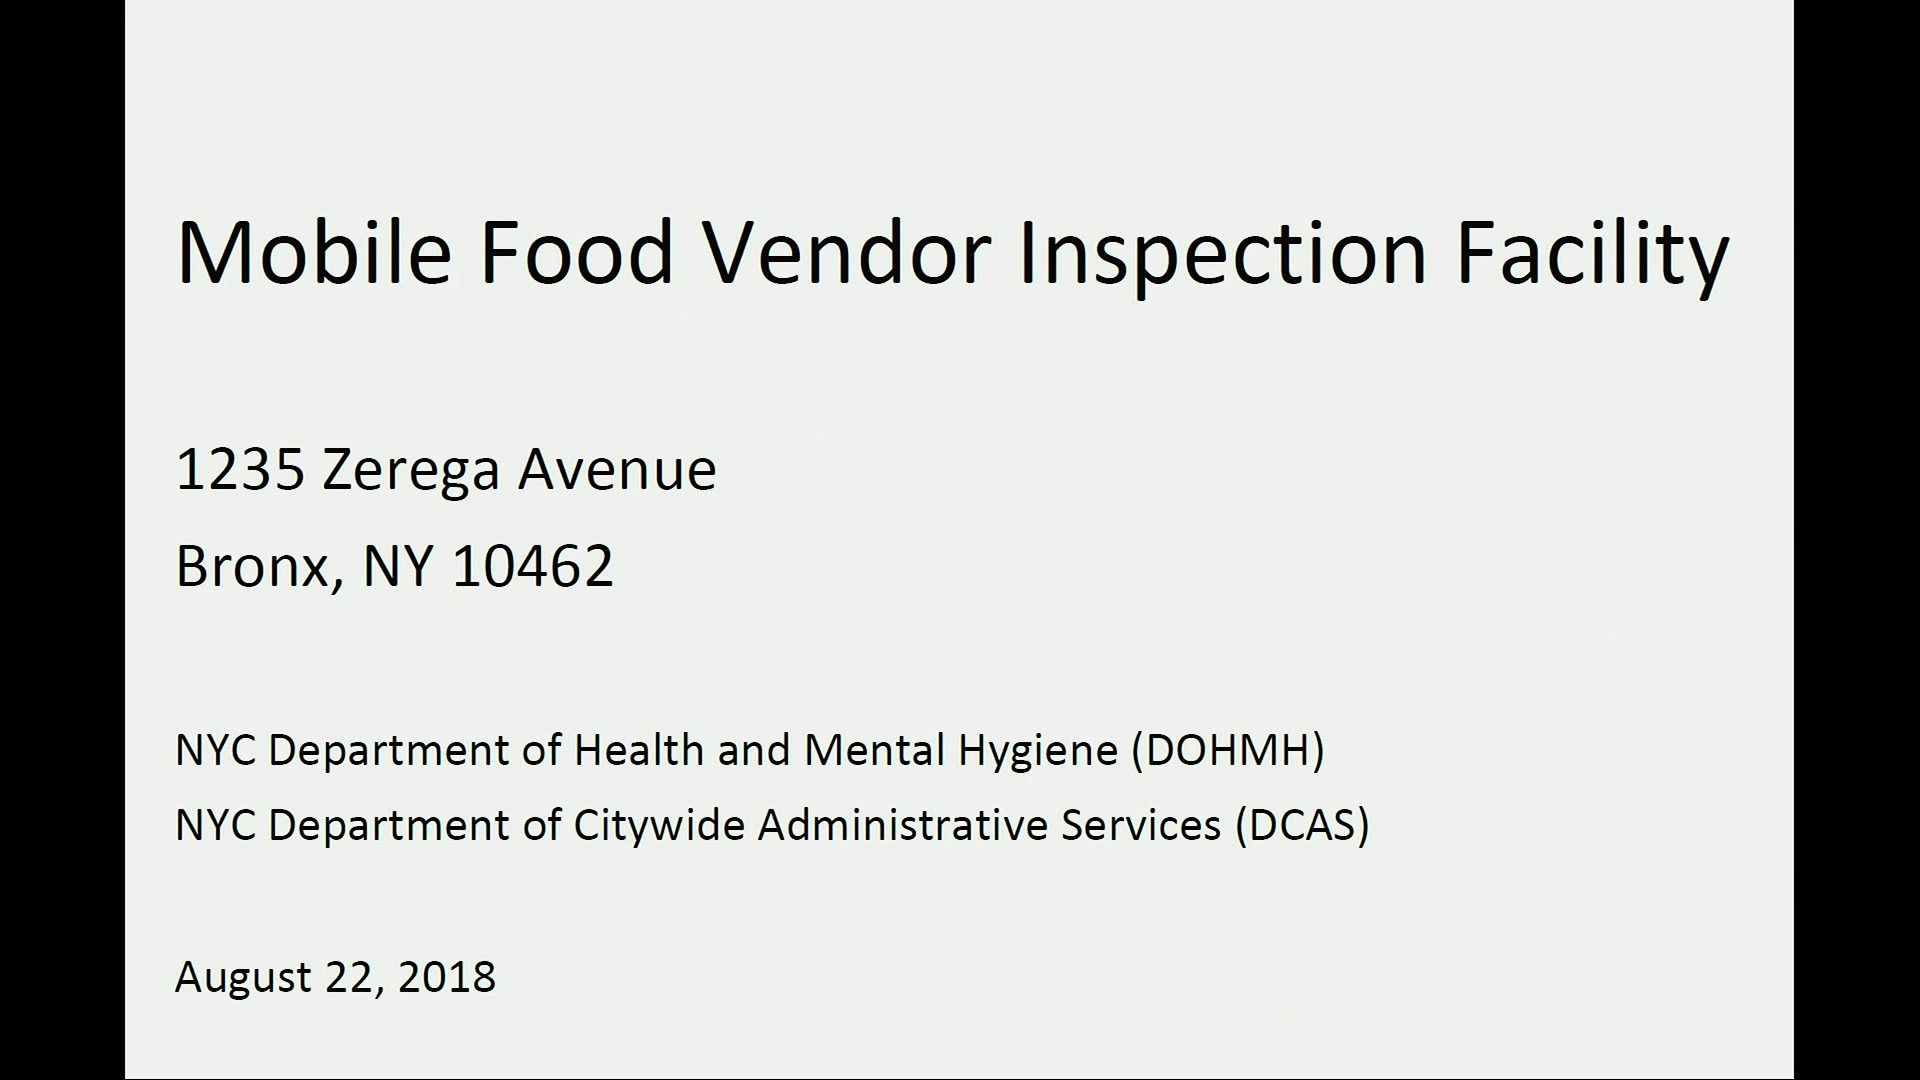 Mobile Food Vendor Inspection Facility
1235 Zerega Avenue
Bronx, NY 10462
NYC Department of Health and Mental Hygiene (DOHMH)
NYC Department of Citywide Administrative Services (DCAS)
August 22, 2018